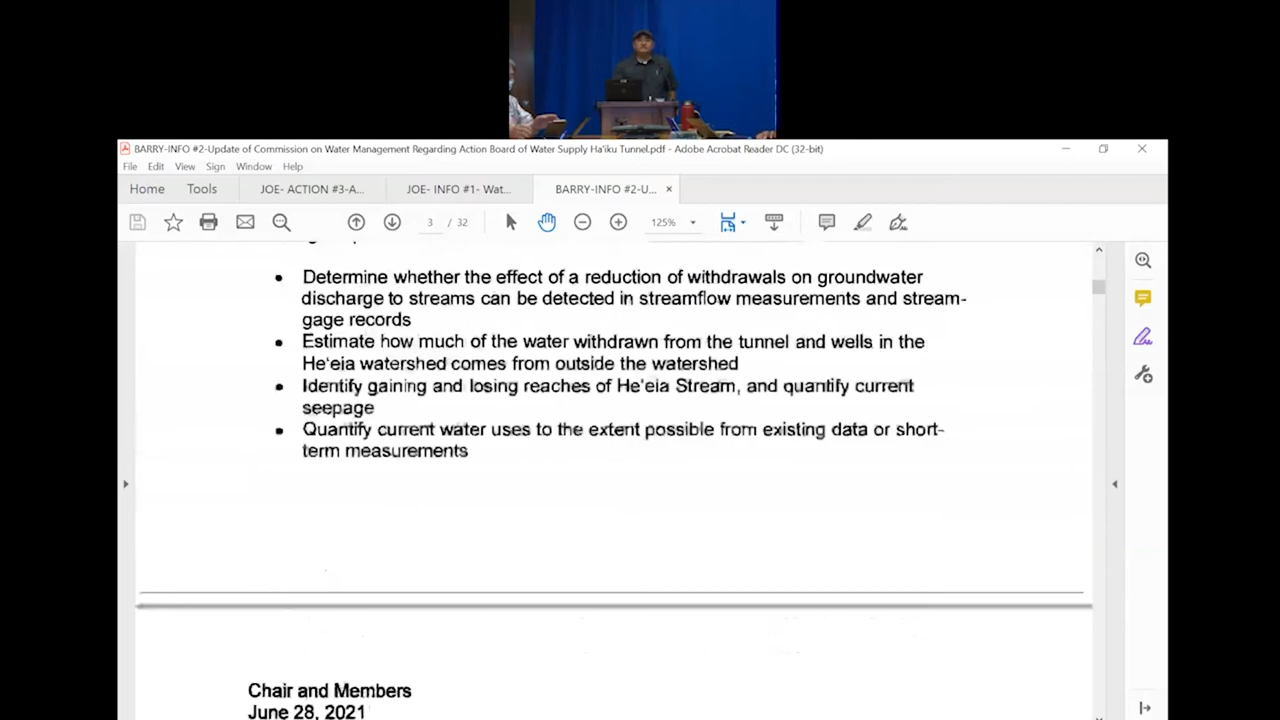 BARRY-INFO #2-Update of Commission on Water Management Regarding Action Board of Water Supply Ha'iku Tunnel.pdf - Adobe Acrobat Reader DC (32-bit)
File Edit View Sign Window Help
Home Tools JOE- ACTION #3-A... JOE- INFO #1- Wat... BARRY-INFO #2-U... ×
3 / 32 125%
• Determine whether the effect of a reduction of withdrawals on groundwater
discharge to streams can be detected in streamflow measurements and stream-
gage records
• Estimate how much of the water withdrawn from the tunnel and wells in the
He'eia watershed comes from outside the watershed
• Identify gaining and losing reaches of He'eia Stream, and quantify current
seepage
• Quantify current water uses to the extent possible from existing data or short-
term measurements
Chair and Members
June 28, 2021